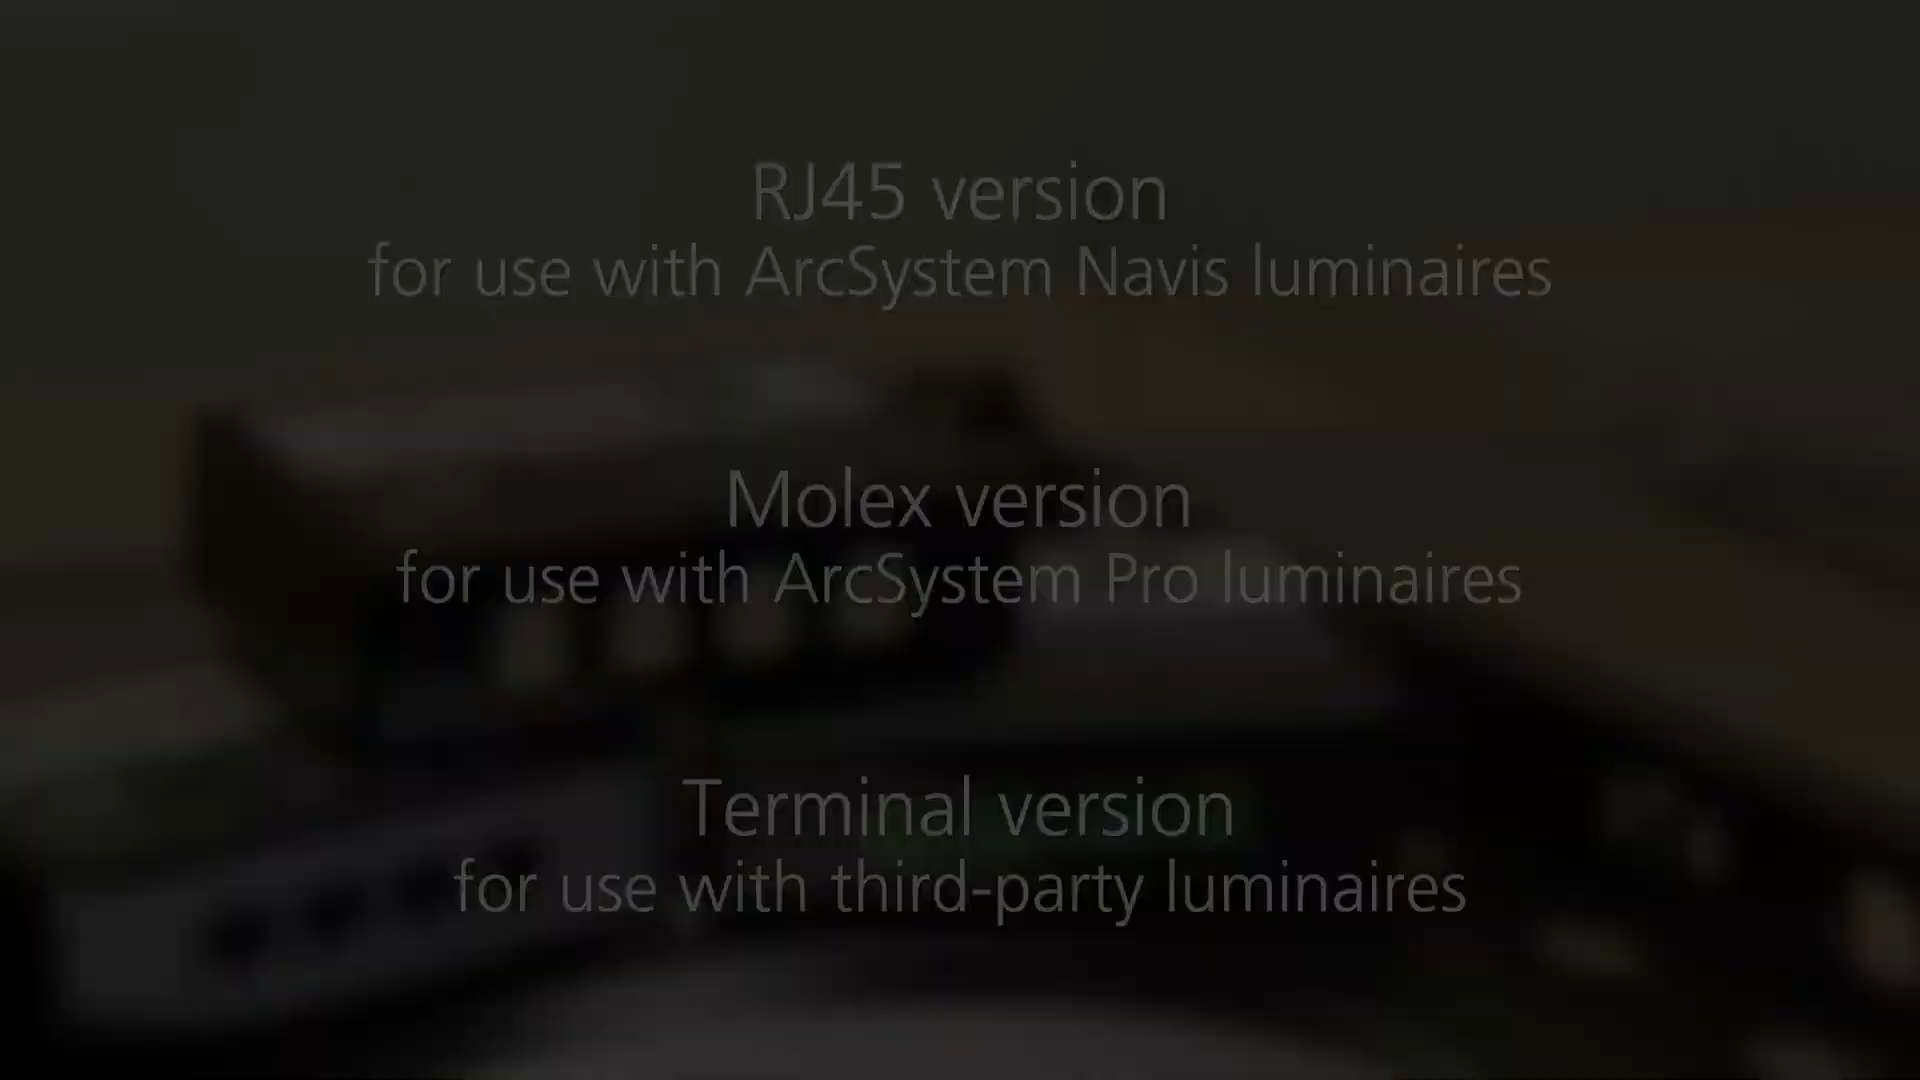 RJ45 version
for use with ArcSystem Navis luminaires
Molex version
for use with ArcSystem Pro luminaires
Terminal version
for use with third-party luminaires